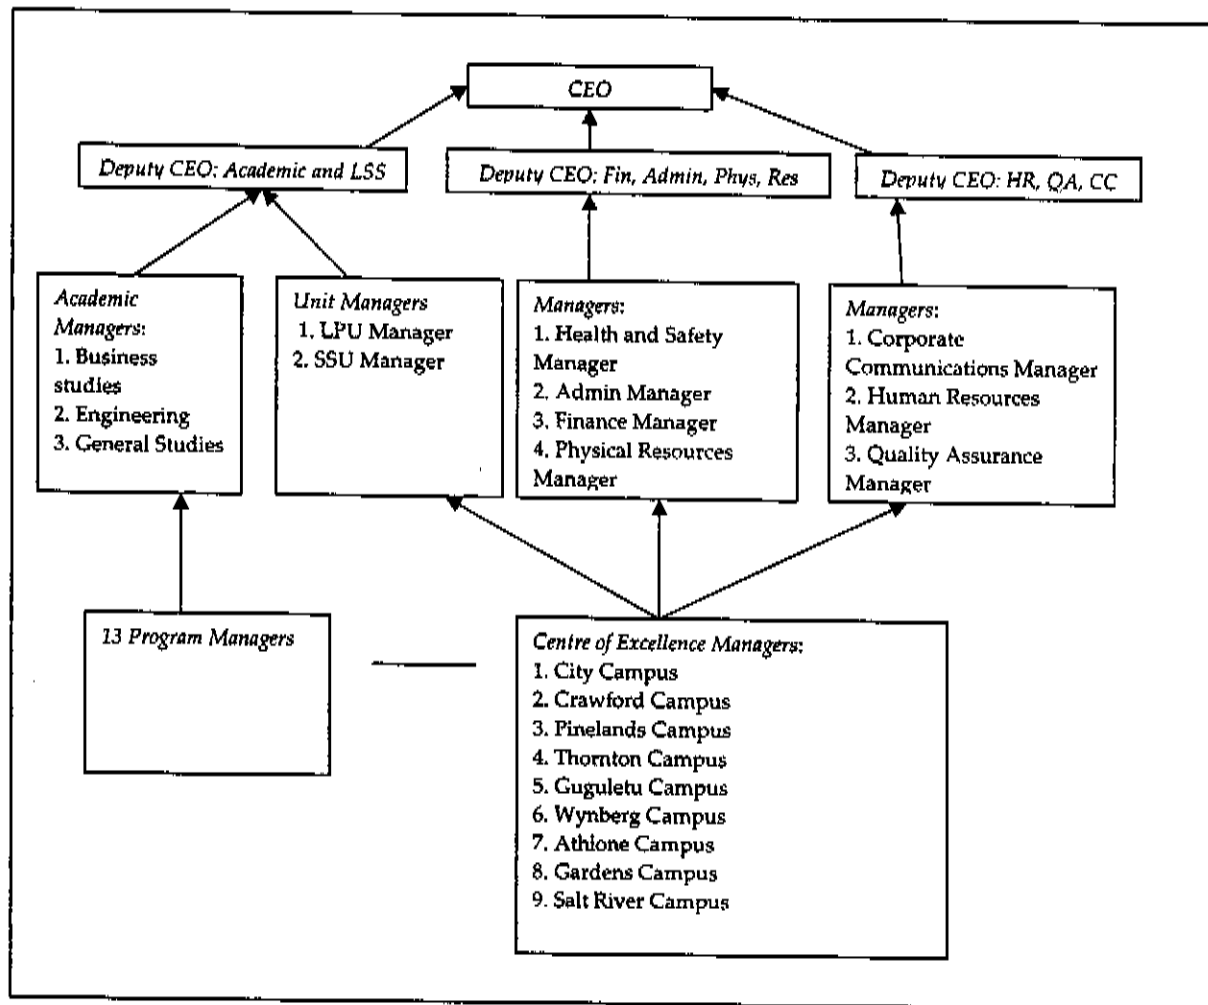 CEO
Deputy CEO: Academic and LSS
Deputy CEO: Fin, Admin, Phys, Res
Deputy CEO: HR, QA, CC
Academic
Managers:
1. Business
studies
2. Engineering
3. General Studies
Unit Managers
1. LPU Manager
2. SSU Manager
Managers:
1. Health and Safety
Manager
2. Admin Manager
3. Finance Manager
4. Physical Resources
Manager
Managers:
1. Corporate
Communications Manager
2. Human Resources
Manager
3. Quality Assurance
Manager
13 Program Managers
Centre of Excellence Managers:
1. City Campus
2. Crawford Campus
3. Pinelands Campus
4. Thornton Campus
5. Guguletu Campus
6. Wynberg Campus
7. Athlone Campus
8. Gardens Campus
9. Salt River Campus